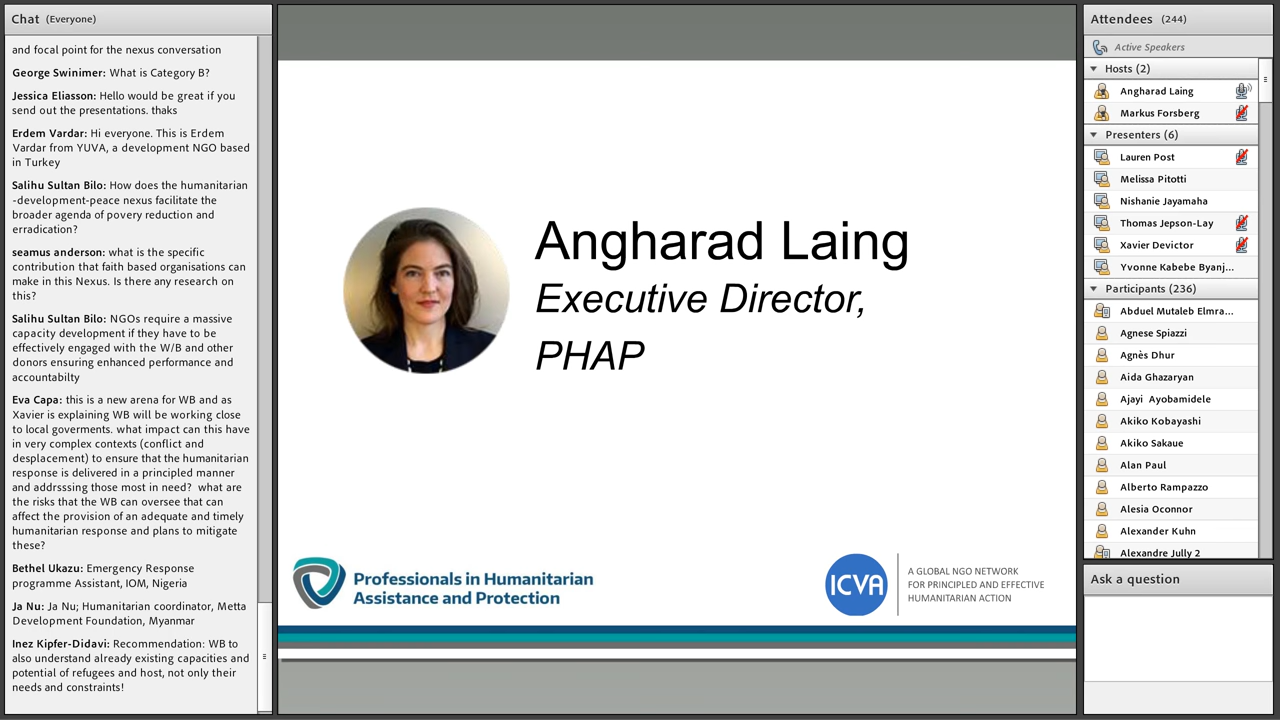 Chat (Everyone)
and focal point for the nexus conversation
George Swinimer: What is Category B?
Jessica Eliasson: Hello would be great if you
send out the presentations. thaks
Erdem Vardar: Hi everyone. This is Erdem
Vardar from YUVA, a development NGO based
in Turkey
Salihu Sultan Bilo: How does the humanitarian
-development-peace nexus facilitate the
broader agenda of povery reduction and
erradication?
seamus anderson: what is the specific
contribution that faith based organisations can
make in this Nexus. Is there any research on
this?
Salihu Sultan Bilo: NGOs require a massive
capacity development if they have to be
effectively engaged with the W/B and other
donors ensuring enhanced performance and
accountabilty
Eva Capa: this is a new arena for WB and as
Xavier is explaining WB will be working close
to local goverments. what impact can this have
in very complex contexts (conflict and
desplacement) to ensure that the humanitarian
response is delivered in a principled manner
and addrsssing those most in need? what are
the risks that the WB can oversee that can
affect the provision of an adequate and timely
humanitarian response and plans to mitigate
these?
Bethel Ukazu: Emergency Response
programme Assistant, IOM, Nigeria
Ja Nu: Ja Nu; Humanitarian coordinator, Metta
Development Foundation, Myanmar
Inez Kipfer-Didavi: Recommendation: WB to
also understand already existing capacities and
potential of refugees and host, not only their
needs and constraints!
Angharad Laing
Executive Director,
PHAP
Professionals in Humanitarian
Assistance and Protection
ICVA
A GLOBAL NGO NETWORK
FOR PRINCIPLED AND EFFECTIVE
HUMANITARIAN ACTION
Attendees (244)
Active Speakers
Hosts (2)
Angharad Laing
Markus Forsberg
Presenters (6)
Lauren Post
Melissa Pitotti
Nishanie Jayamaha
Thomas Jepson-Lay
Xavier Devictor
Yvonne Kabebe Byanj...
Participants (236)
Abduel Mutaleb Elmra...
Agnese Spiazzi
Agnès Dhur
Aida Ghazaryan
Ajayi Ayobamidele
Akiko Kobayashi
Akiko Sakaue
Alan Paul
Alberto Rampazzo
Alesia Oconnor
Alexander Kuhn
Alexandre Jully 2
Ask a question